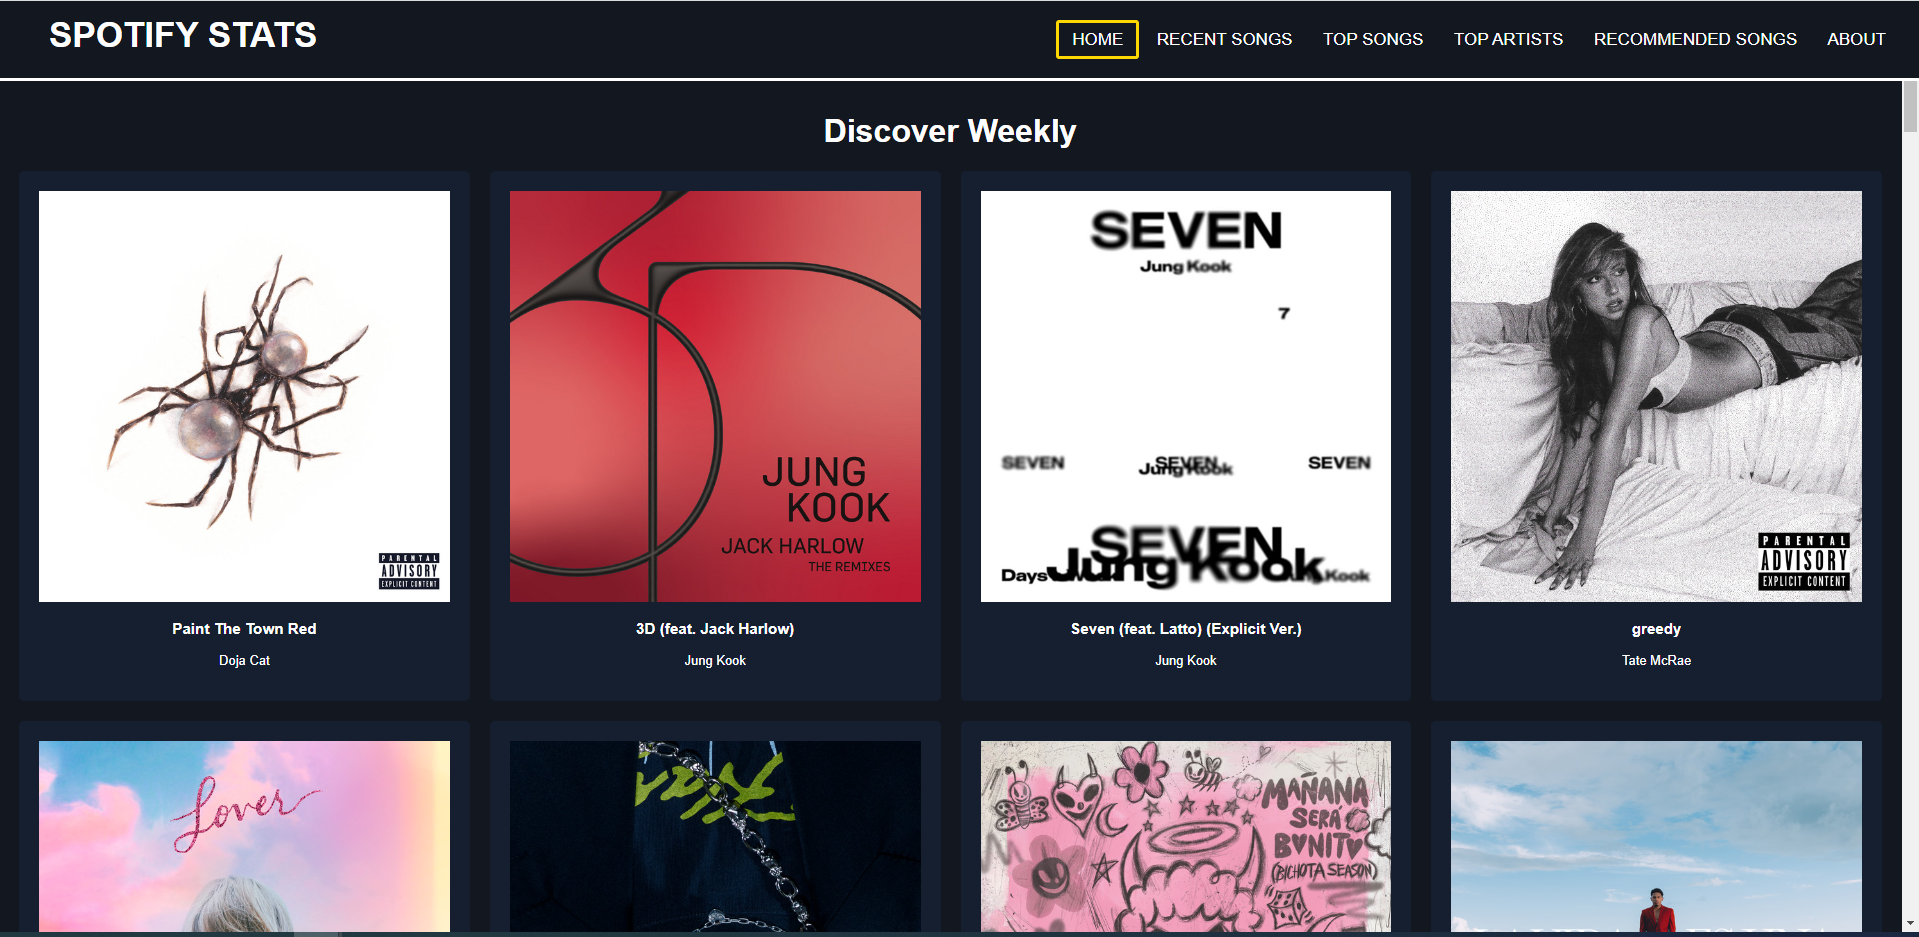 SPOTIFY STATS
HOME RECENT SONGS TOP SONGS TOP ARTISTS RECOMMENDED SONGS ABOUT
Discover Weekly
PARENTAL
ADVISORY
EXPLICIT CONTENT
Paint The Town Red
Doja Cat
JUNG
KOOK
JACK HARLOW
THE REMIXES
3D (feat. Jack Harlow)
Jung Kook
SEVEN
Jung Kook
7
SEVEN SEVEN SEVEN
Jung Kook
SEVEN
Days Jung Kook Kook
Seven (feat. Latto) (Explicit Ver.)
Jung Kook
PARENTAL
ADVISORY
EXPLICIT CONTENT
greedy
Tate McRae
Lover
MAÑANA
SERÁ
BONITO
(BICHOTA SEASON)